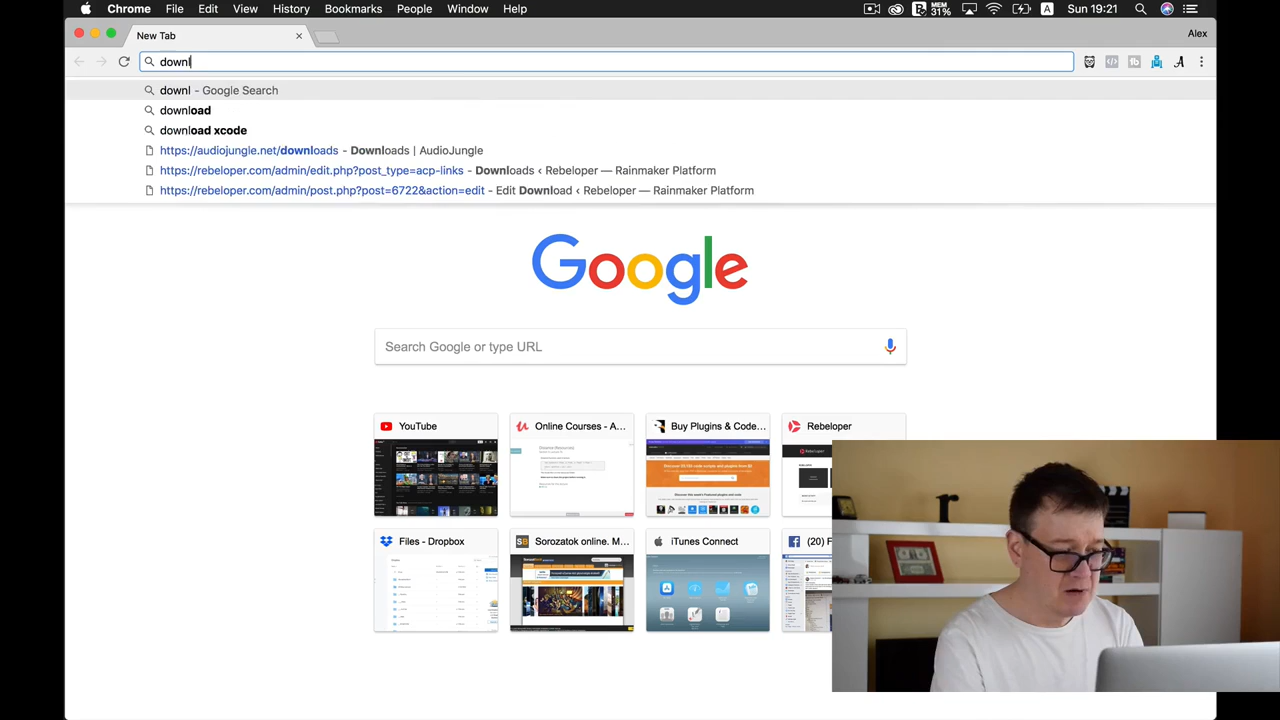 Chrome File Edit View History Bookmarks People Window Help
MEM 31% A Sun 19:21
New Tab
Alex
downl
downl - Google Search
download
download xcode
https://audiojungle.net/downloads - Downloads | AudioJungle
https://rebeloper.com/admin/edit.php?post_type=acp-links - Downloads ‹ Rebeloper — Rainmaker Platform
https://rebeloper.com/admin/post.php?post=6722&action=edit - Edit Download ‹ Rebeloper — Rainmaker Platform
Google
Search Google or type URL
YouTube
Online Courses - A...
Buy Plugins & Code...
Rebeloper
Files - Dropbox
Sorozatok online. M...
iTunes Connect
(20) F